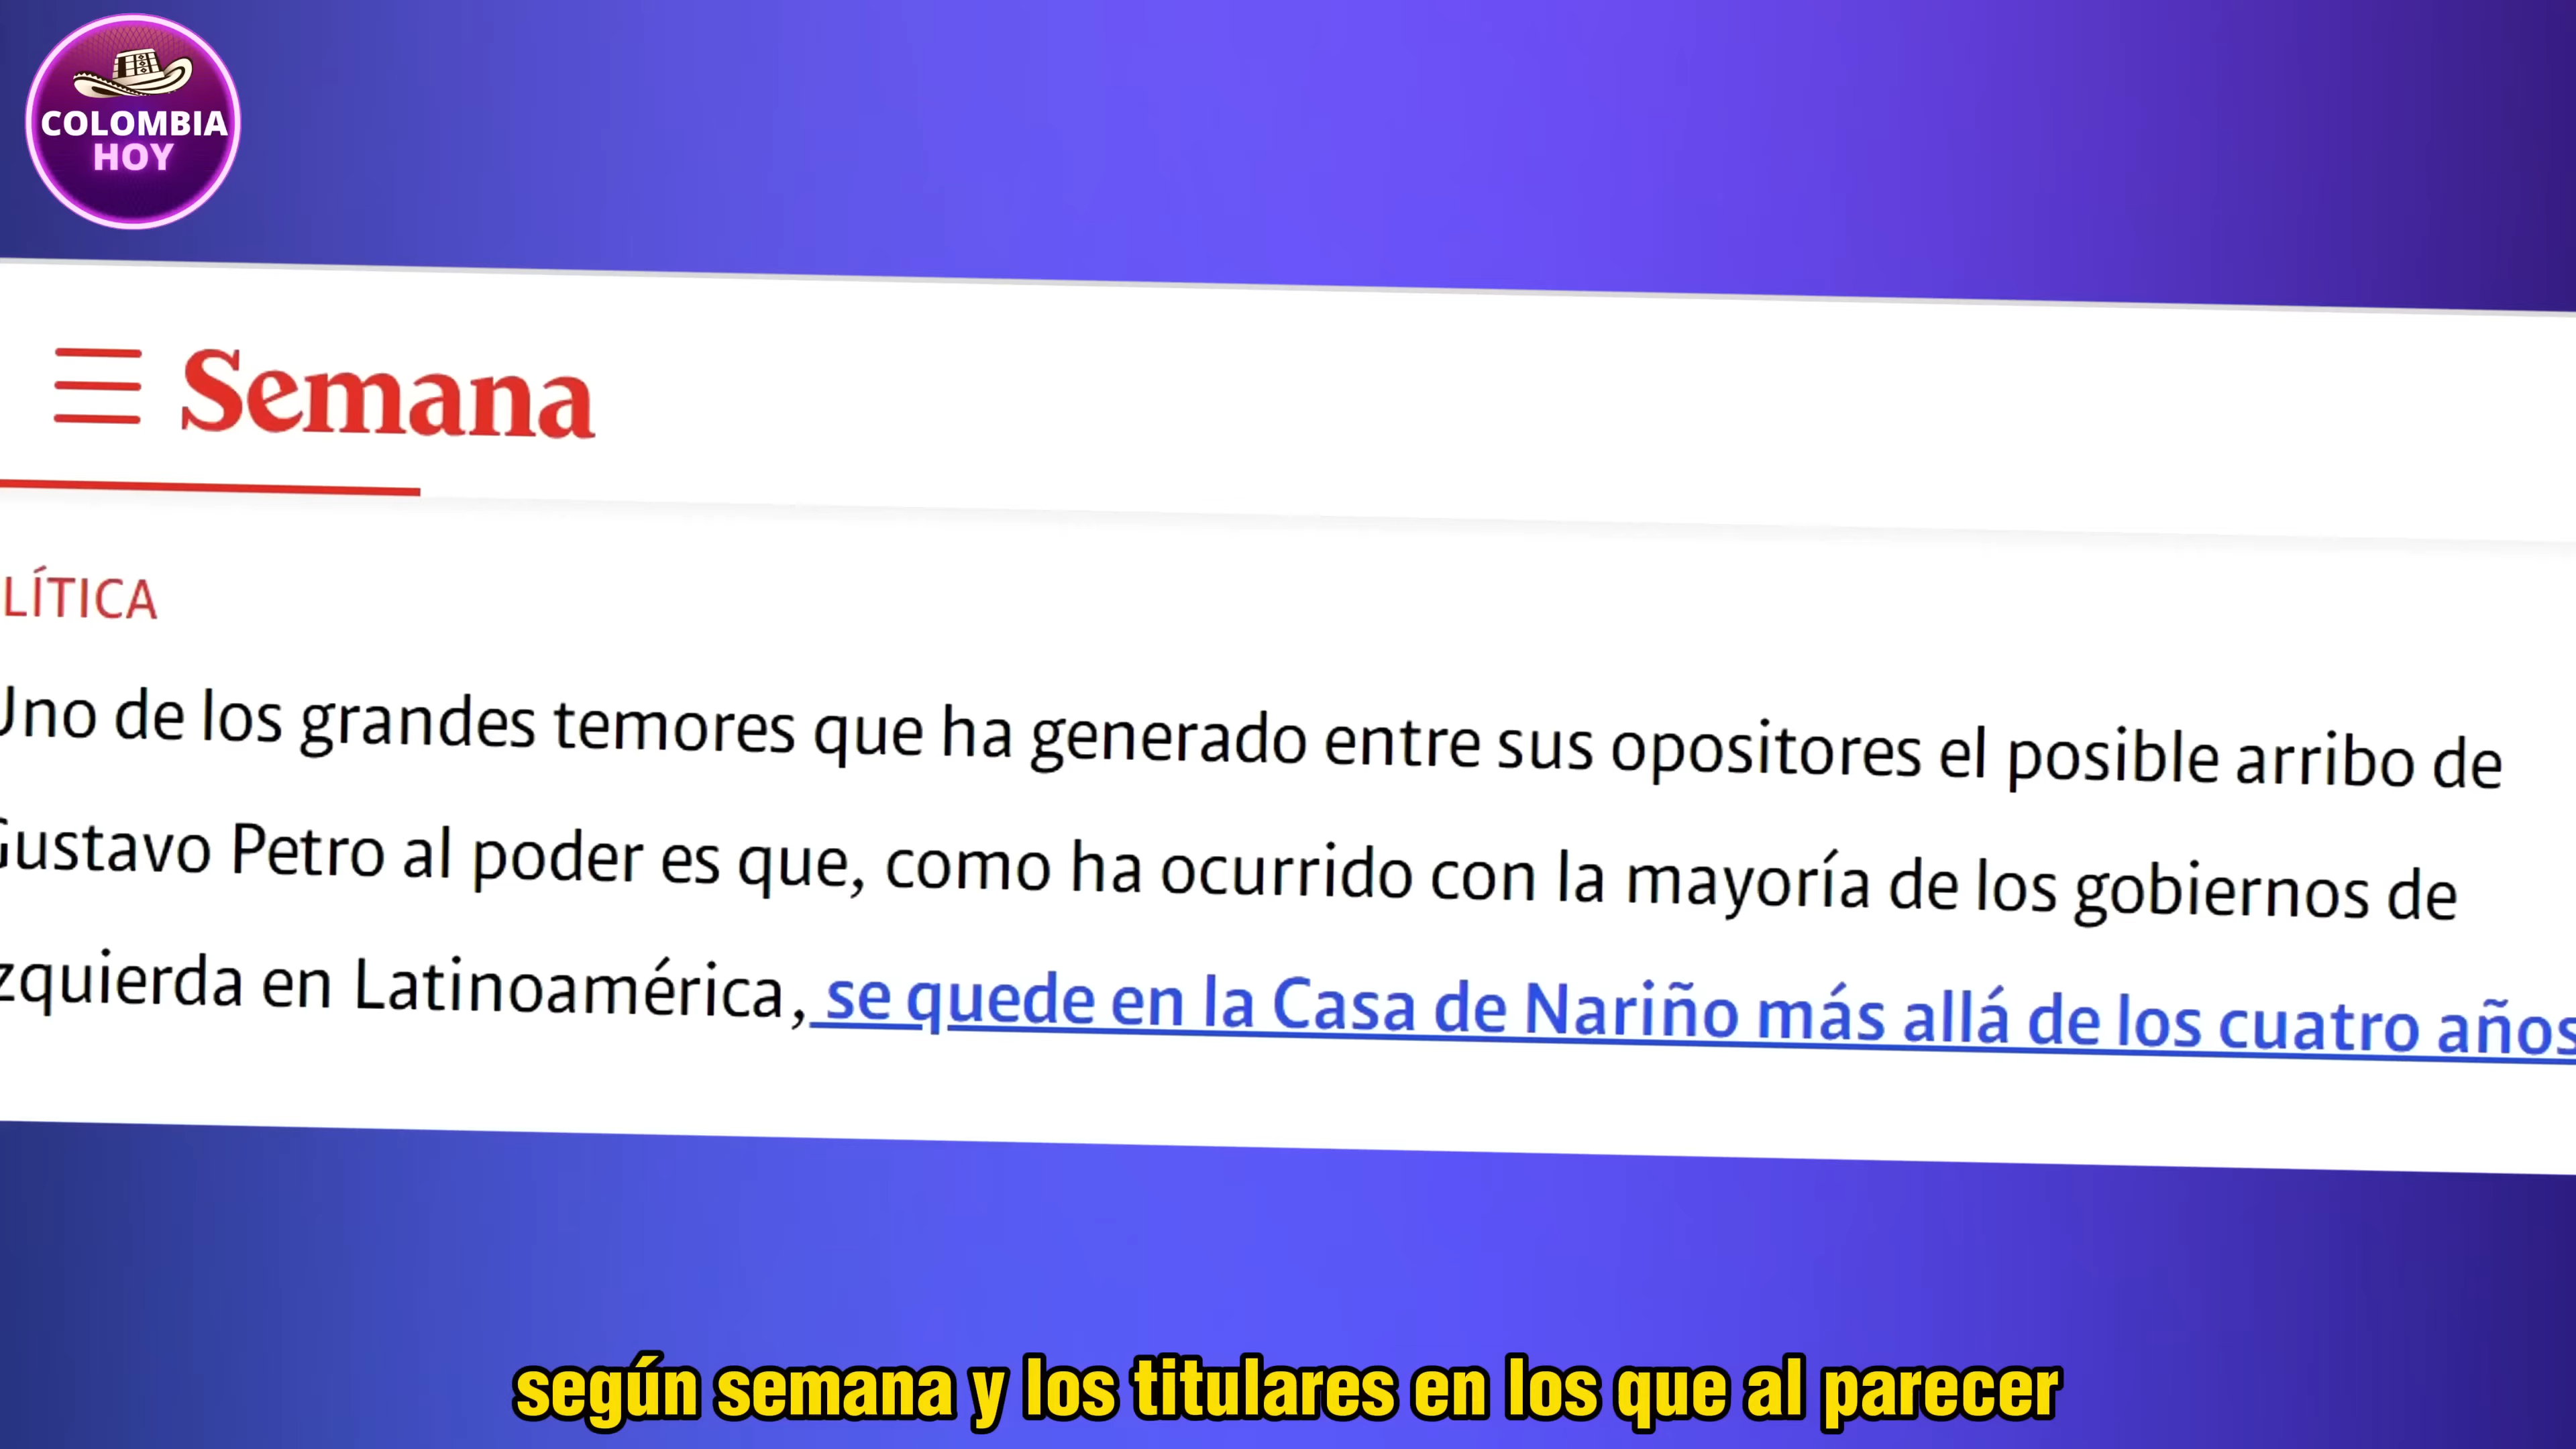 COLOMBIA
HOY
Semana
LÍTICA
Uno de los grandes temores que ha generado entre sus opositores el posible arribo de
Gustavo Petro al poder es que, como ha ocurrido con la mayoría de los gobiernos de
zquierda en Latinoamérica, se quede en la Casa de Nariño más allá de los cuatro años
según semana y los titulares en los que al parecer